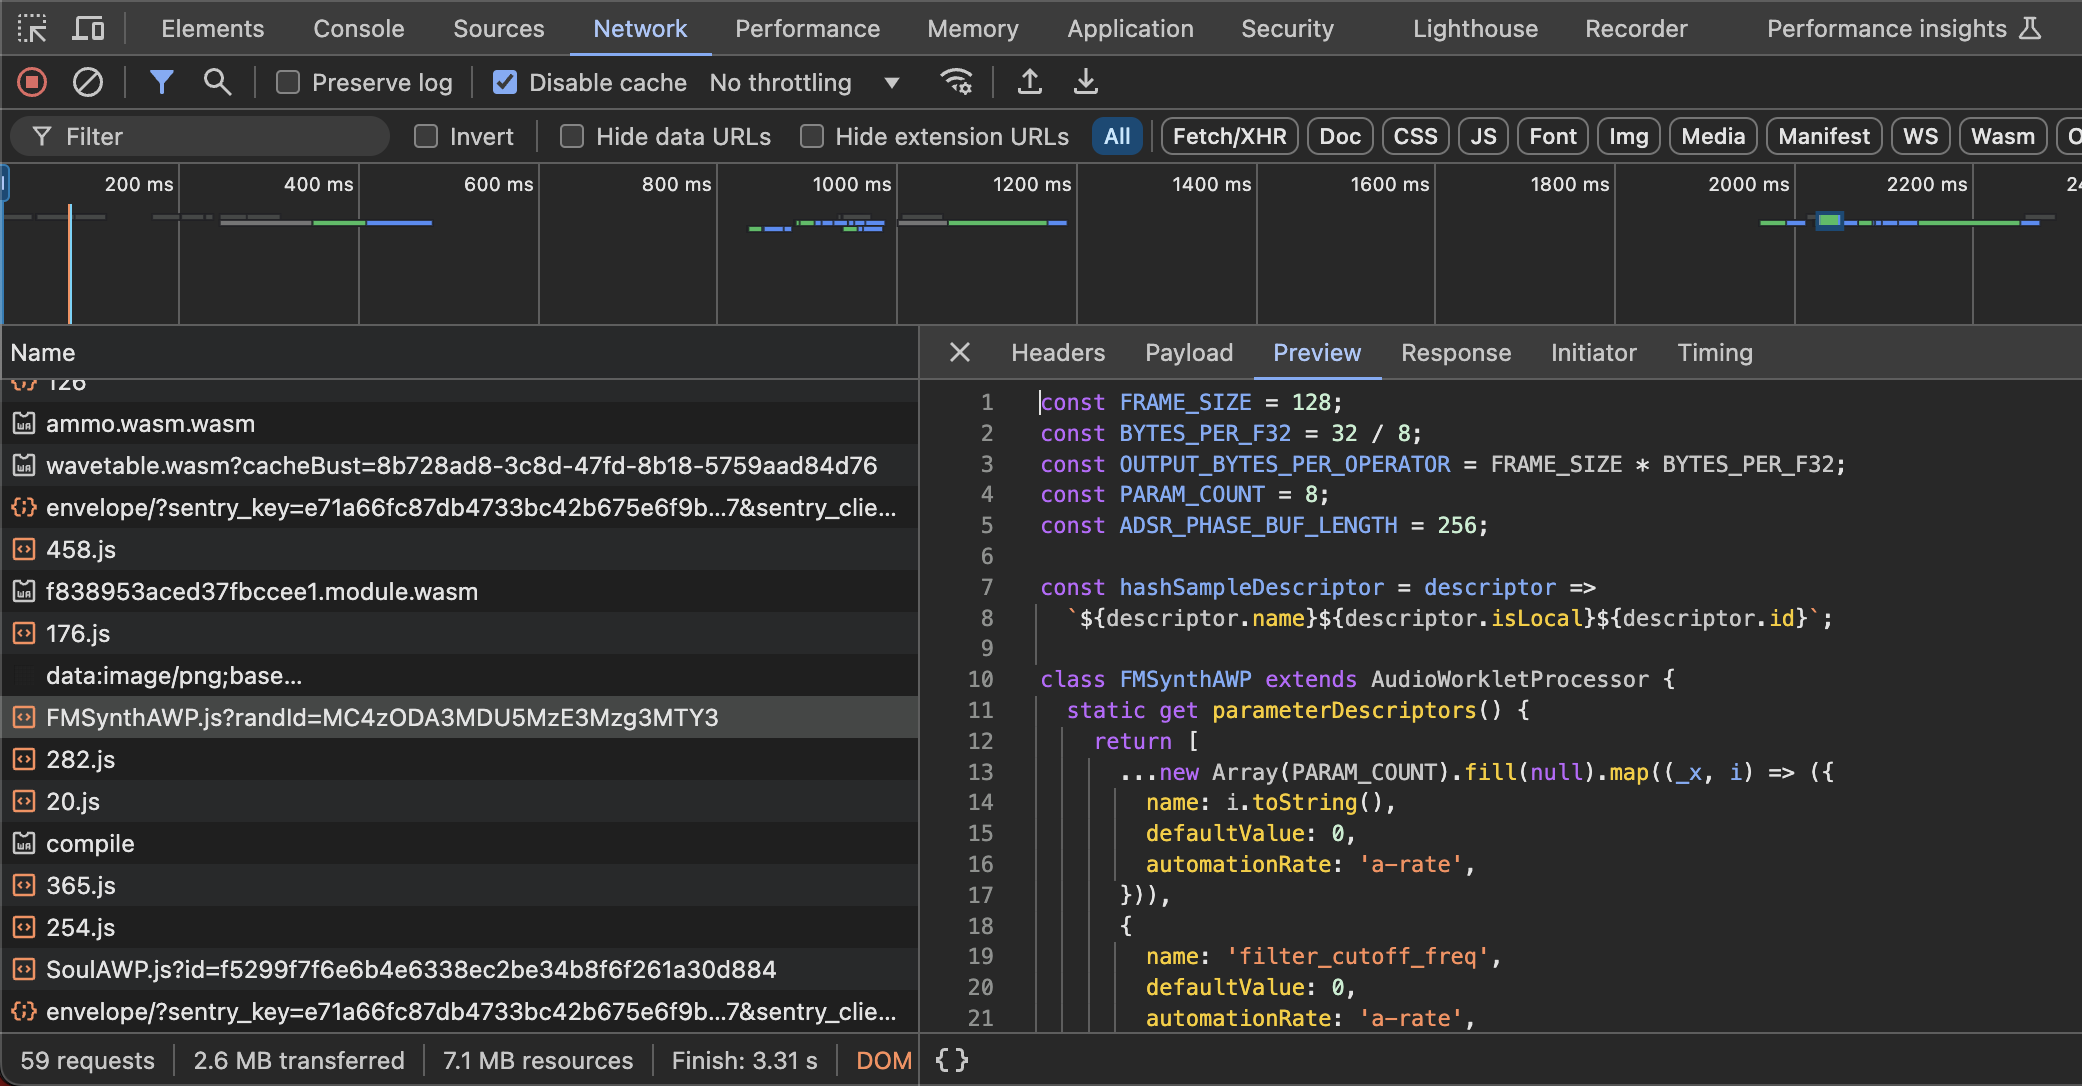 Elements Console Sources Network Performance Memory Application Security Lighthouse Recorder Performance insights
Preserve log Disable cache No throttling
Filter Invert Hide data URLs Hide extension URLs All Fetch/XHR Doc CSS JS Font Img Media Manifest WS Wasm
200 ms 400 ms 600 ms 800 ms 1000 ms 1200 ms 1400 ms 1600 ms 1800 ms 2000 ms 2200 ms
Name
126
ammo.wasm.wasm
wavetable.wasm?cacheBust=8b728ad8-3c8d-47fd-8b18-5759aad84d76
envelope/?sentry_key=e71a66fc87db4733bc42b675e6f9b...7&sentry_clie...
458.js
f838953aced37fbccee1.module.wasm
176.js
data:image/png;base...
FMSynthAWP.js?randId=MC4zODA3MDU5MzE3Mzg3MTY3
282.js
20.js
compile
365.js
254.js
SoulAWP.js?id=f5299f7f6e6b4e6338ec2be34b8f6f261a30d884
envelope/?sentry_key=e71a66fc87db4733bc42b675e6f9b...7&sentry_clie...
59 requests 2.6 MB transferred 7.1 MB resources Finish: 3.31 s DOM
Headers Payload Preview Response Initiator Timing
1 const FRAME_SIZE = 128;
2 const BYTES_PER_F32 = 32 / 8;
3 const OUTPUT_BYTES_PER_OPERATOR = FRAME_SIZE * BYTES_PER_F32;
4 const PARAM_COUNT = 8;
5 const ADSR_PHASE_BUF_LENGTH = 256;
6
7 const hashSampleDescriptor = descriptor =>
8 `${descriptor.name}${descriptor.isLocal}${descriptor.id}`;
9
10 class FMSynthAWP extends AudioWorkletProcessor {
11 static get parameterDescriptors() {
12 return [
13 ...new Array(PARAM_COUNT).fill(null).map((_x, i) => ({
14 name: i.toString(),
15 defaultValue: 0,
16 automationRate: 'a-rate',
17 })),
18 {
19 name: 'filter_cutoff_freq',
20 defaultValue: 0,
21 automationRate: 'a-rate',
{}